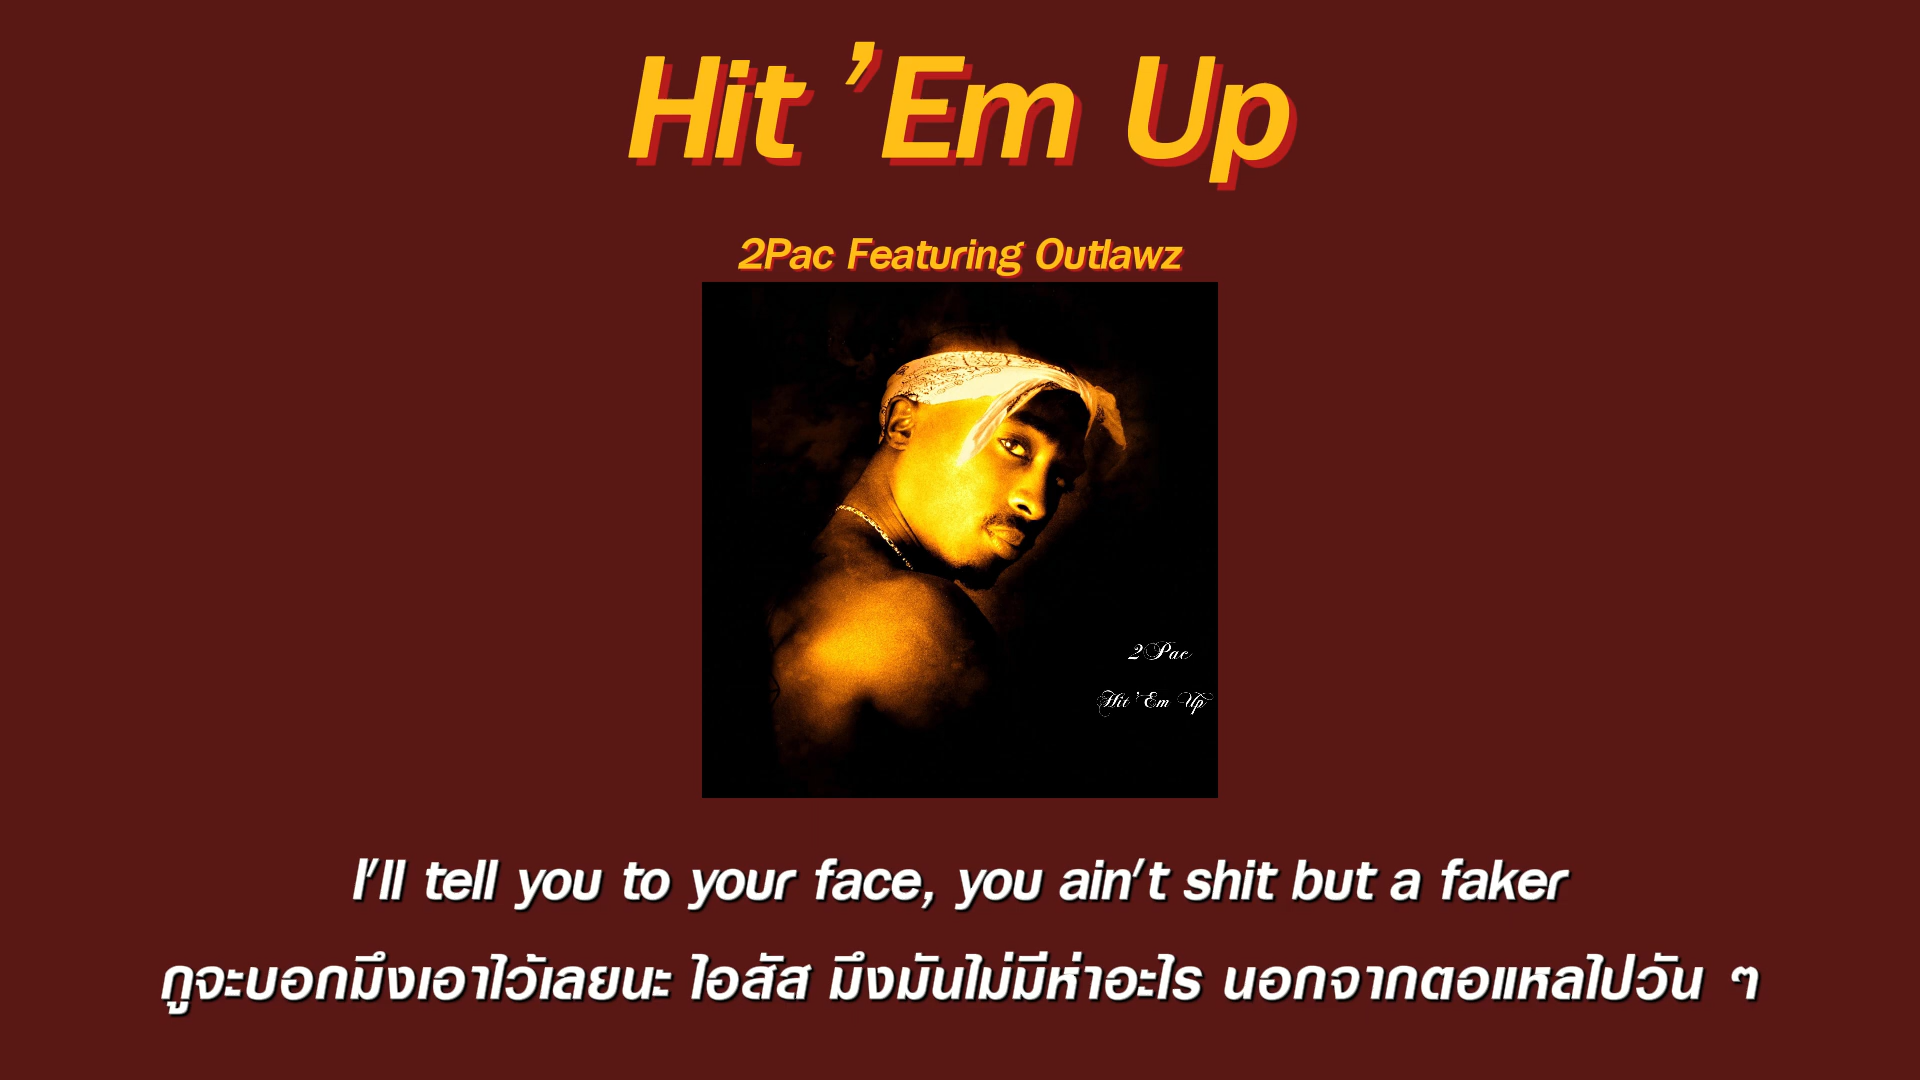 Hit 'Em Up
2Pac Featuring Outlawz
2Pac
Hit 'Em Up
I'll tell you to your face, you ain't shit but a faker
กูจะบอกมึงเอาไว้เลยนะ ไอสัส มึงมันไม่มีห่าอะไร นอกจากตอแหลไปวัน ๆ